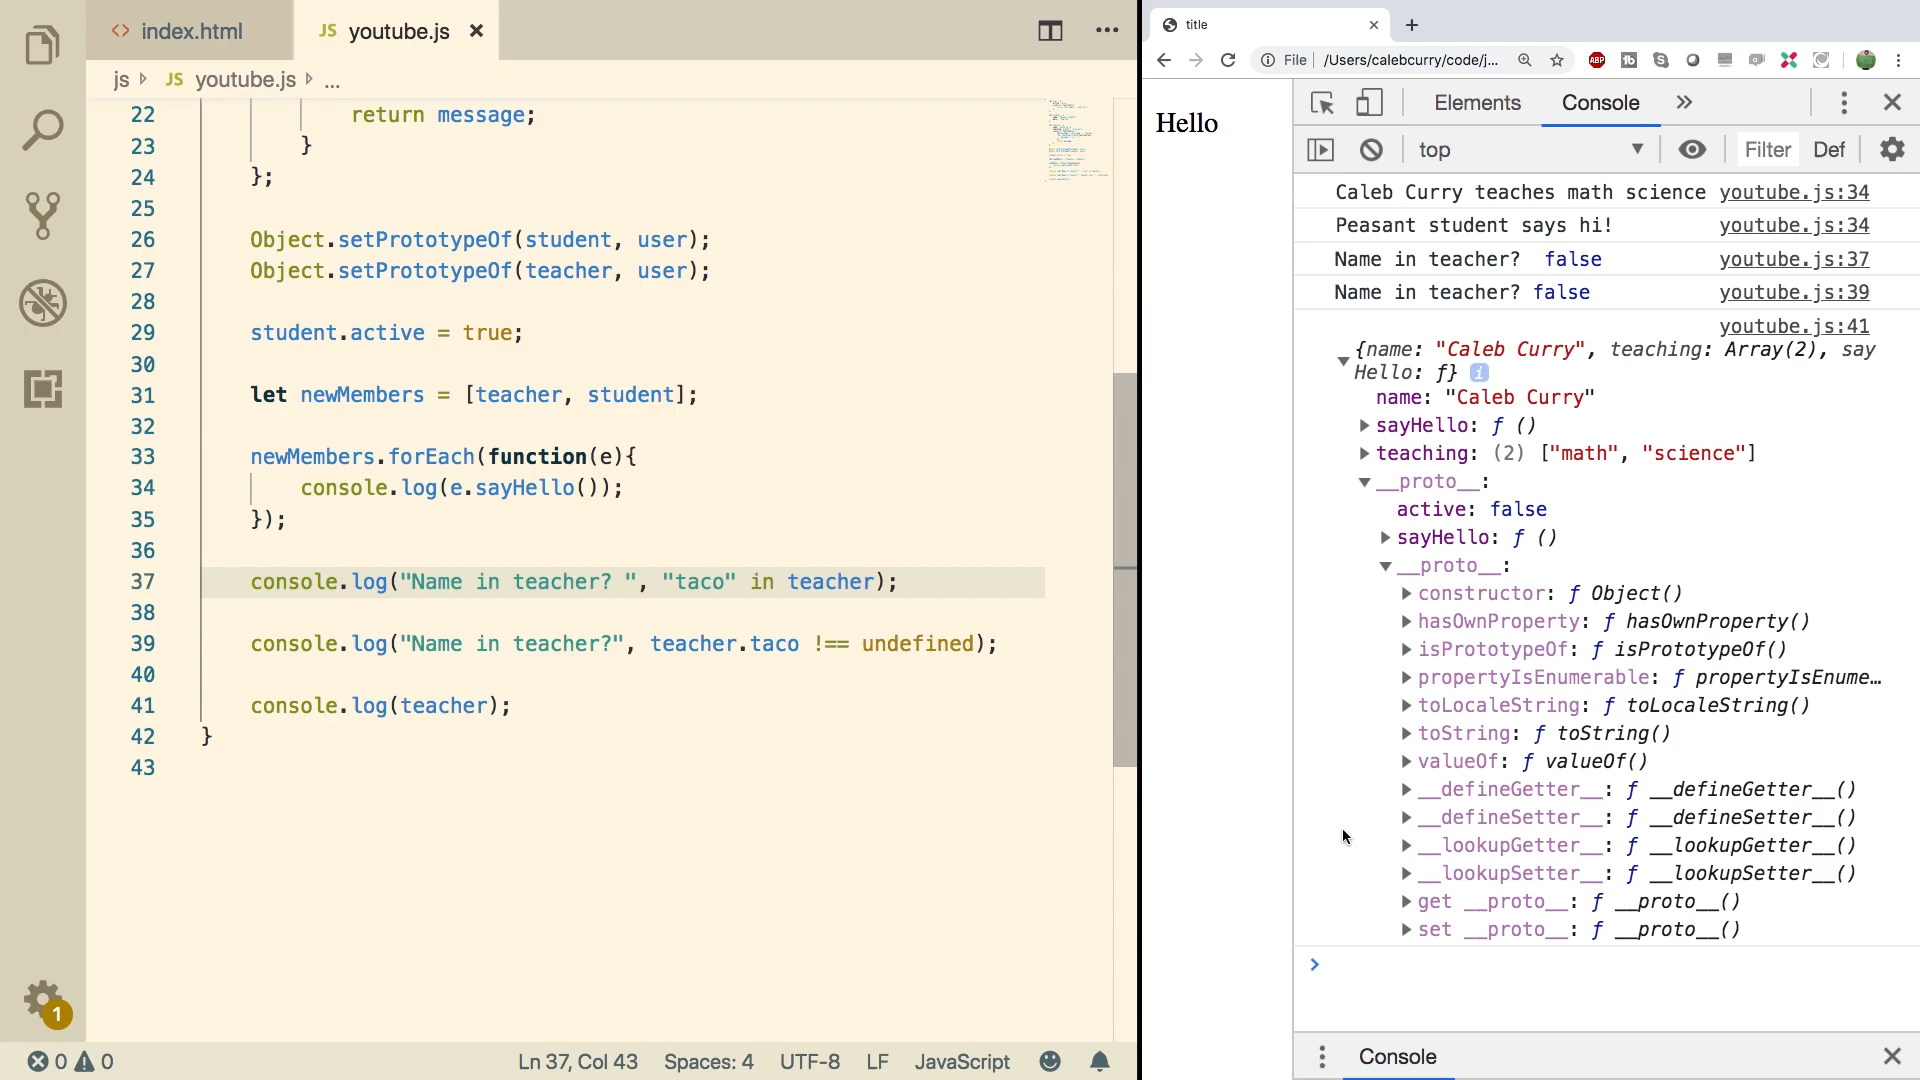 index.html
JS youtube.js
js JS youtube.js ...
22 return message;
23 }
24 };
25
26 Object.setPrototypeOf(student, user);
27 Object.setPrototypeOf(teacher, user);
28
29 student.active = true;
30
31 let newMembers = [teacher, student];
32
33 newMembers.forEach(function(e){
34 console.log(e.sayHello());
35 });
36
37 console.log("Name in teacher? ", "taco" in teacher);
38
39 console.log("Name in teacher?", teacher.taco !== undefined);
40
41 console.log(teacher);
42 }
43
1
0 0
Ln 37, Col 43 Spaces: 4 UTF-8 LF JavaScript
title
File /Users/calebcurry/code/j...
ABP
Hello
Elements Console
top Filter Def
Caleb Curry teaches math science youtube.js:34
Peasant student says hi! youtube.js:34
Name in teacher?  false youtube.js:37
Name in teacher? false youtube.js:39
youtube.js:41
{name: "Caleb Curry", teaching: Array(2), say
Hello: ƒ} i
name: "Caleb Curry"
sayHello: ƒ ()
teaching: (2) ["math", "science"]
__proto__:
active: false
sayHello: ƒ ()
__proto__:
constructor: ƒ Object()
hasOwnProperty: ƒ hasOwnProperty()
isPrototypeOf: ƒ isPrototypeOf()
propertyIsEnumerable: ƒ propertyIsEnume…
toLocaleString: ƒ toLocaleString()
toString: ƒ toString()
valueOf: ƒ valueOf()
__defineGetter__: ƒ __defineGetter__()
__defineSetter__: ƒ __defineSetter__()
__lookupGetter__: ƒ __lookupGetter__()
__lookupSetter__: ƒ __lookupSetter__()
get __proto__: ƒ __proto__()
set __proto__: ƒ __proto__()
Console